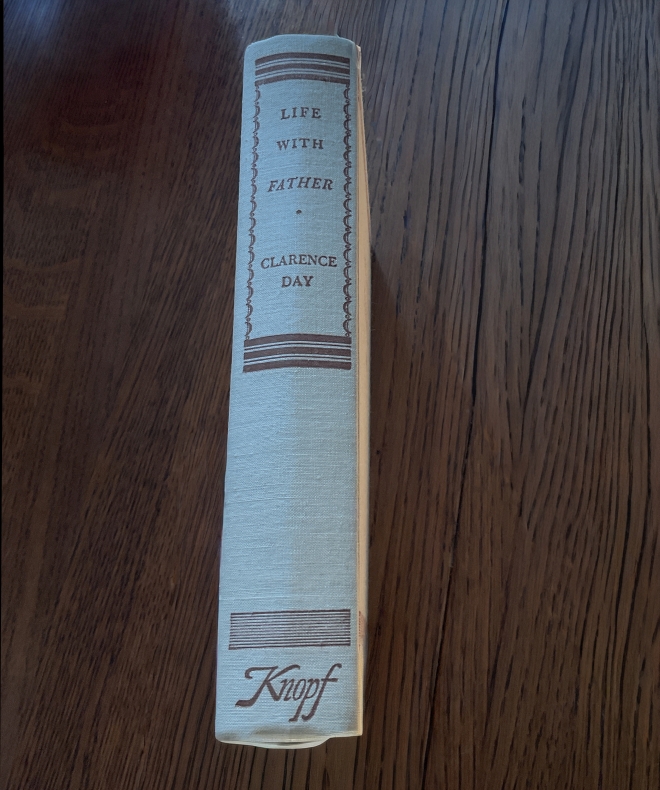 LIFE
WITH
FATHER
CLARENCE
DAY
Knopf